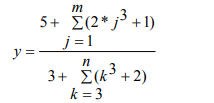 m
5 + Σ(2 * j³ + 1)
j = 1
y =
n
3 + Σ(k³ + 2)
k = 3